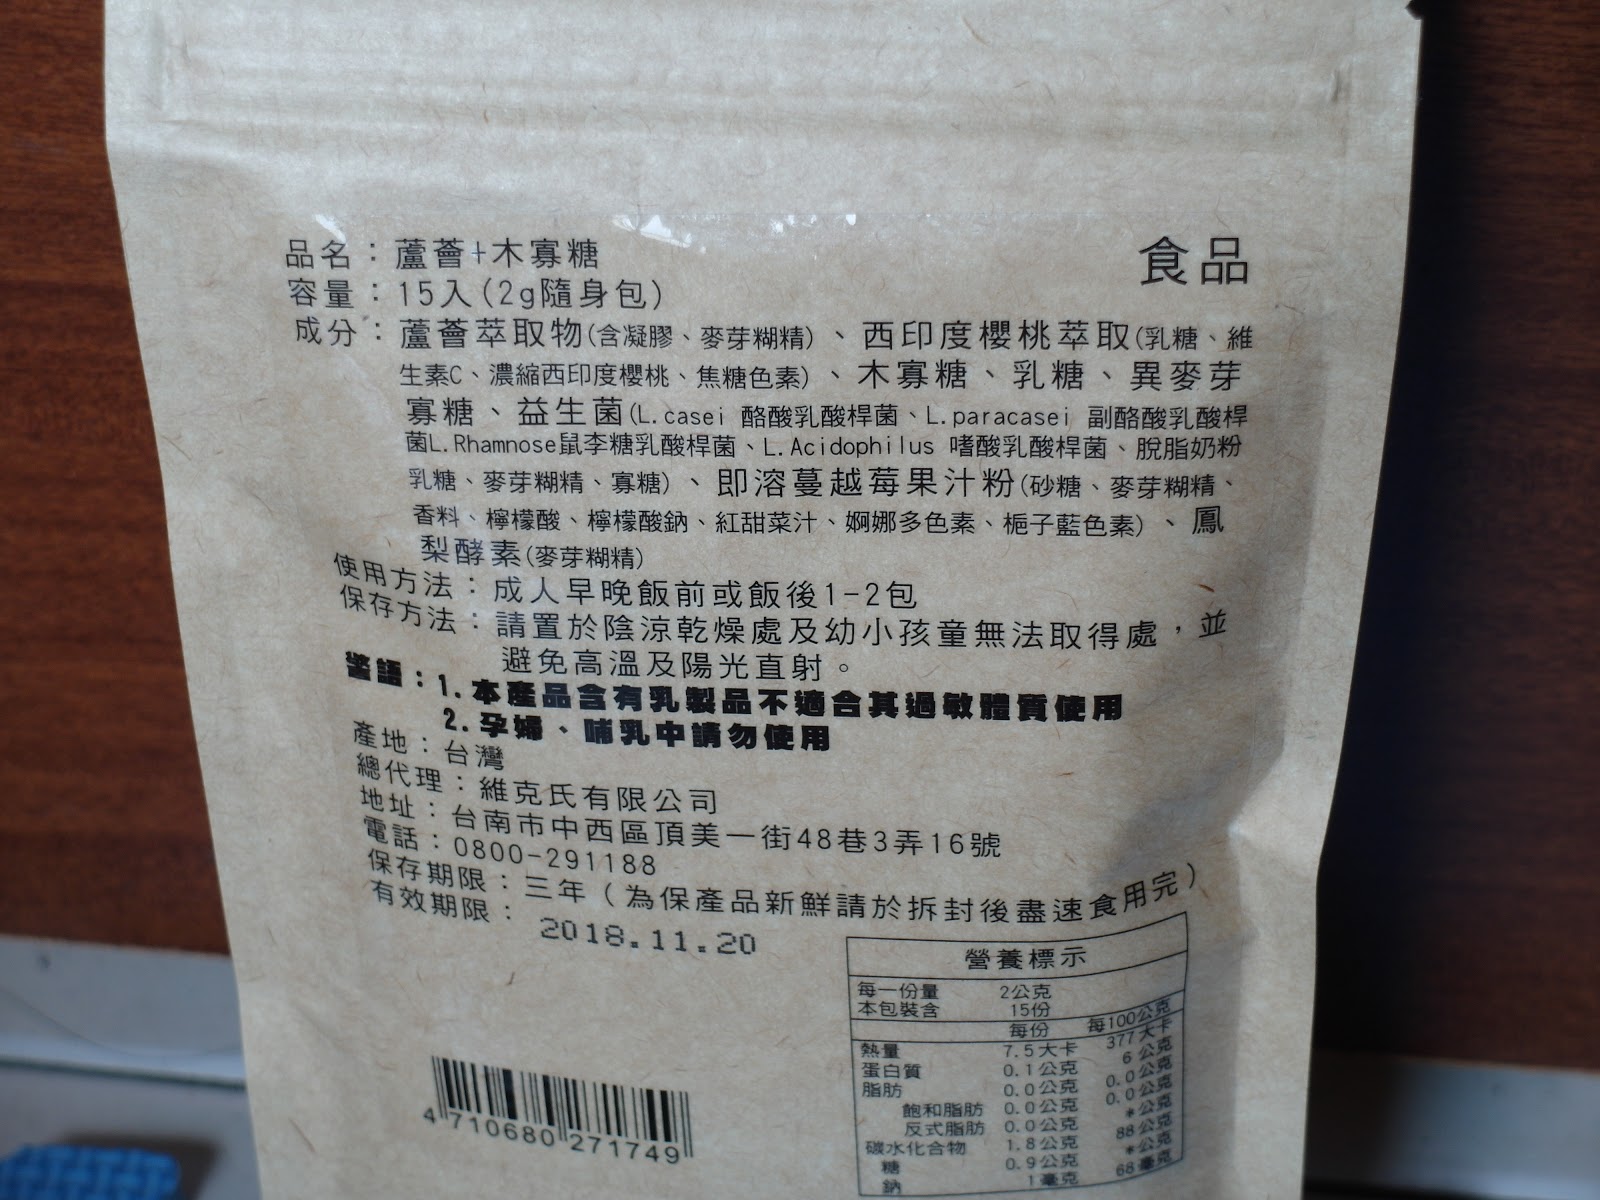 食品
品名：蘆薈+木寡糖
容量：15入(2g隨身包)
成分：蘆薈萃取物(含凝膠、麥芽糊精)、西印度櫻桃萃取(乳糖、維
生素C、濃縮西印度櫻桃、焦糖色素)、木寡糖、乳糖、異麥芽
寡糖、益生菌(L.casei 酪酸乳酸桿菌、L.paracasei 副酪酸乳酸桿
菌L.Rhamnose鼠李糖乳酸桿菌、L.Acidophilus 嗜酸乳酸桿菌、脫脂奶粉
乳糖、麥芽糊精、寡糖)、即溶蔓越莓果汁粉(砂糖、麥芽糊精、
香料、檸檬酸、檸檬酸鈉、紅甜菜汁、婀娜多色素、梔子藍色素)、鳳
梨酵素(麥芽糊精)
使用方法：成人早晚飯前或飯後1-2包
保存方法：請置於陰涼乾燥處及幼小孩童無法取得處，並
避免高溫及陽光直射。
警語：1.本產品含有乳製品不適合其過敏體質使用
2.孕婦、哺乳中請勿使用
產地：台灣
總代理：維克氏有限公司
地址：台南市中西區頂美一街48巷3弄16號
電話：0800-291188
保存期限：三年(為保產品新鮮請於拆封後盡速食用完)
有效期限：2018.11.20
營養標示
每一份量 2公克
本包裝含 15份
每份 每100公克
熱量 7.5大卡 377大卡
蛋白質 0.1公克 6公克
脂肪 0.0公克 0.0公克
飽和脂肪 0.0公克 0.0公克
反式脂肪 0.0公克 *公克
碳水化合物 1.8公克 88公克
糖 0.9公克 *公克
鈉 1毫克 68毫克
4710680271749